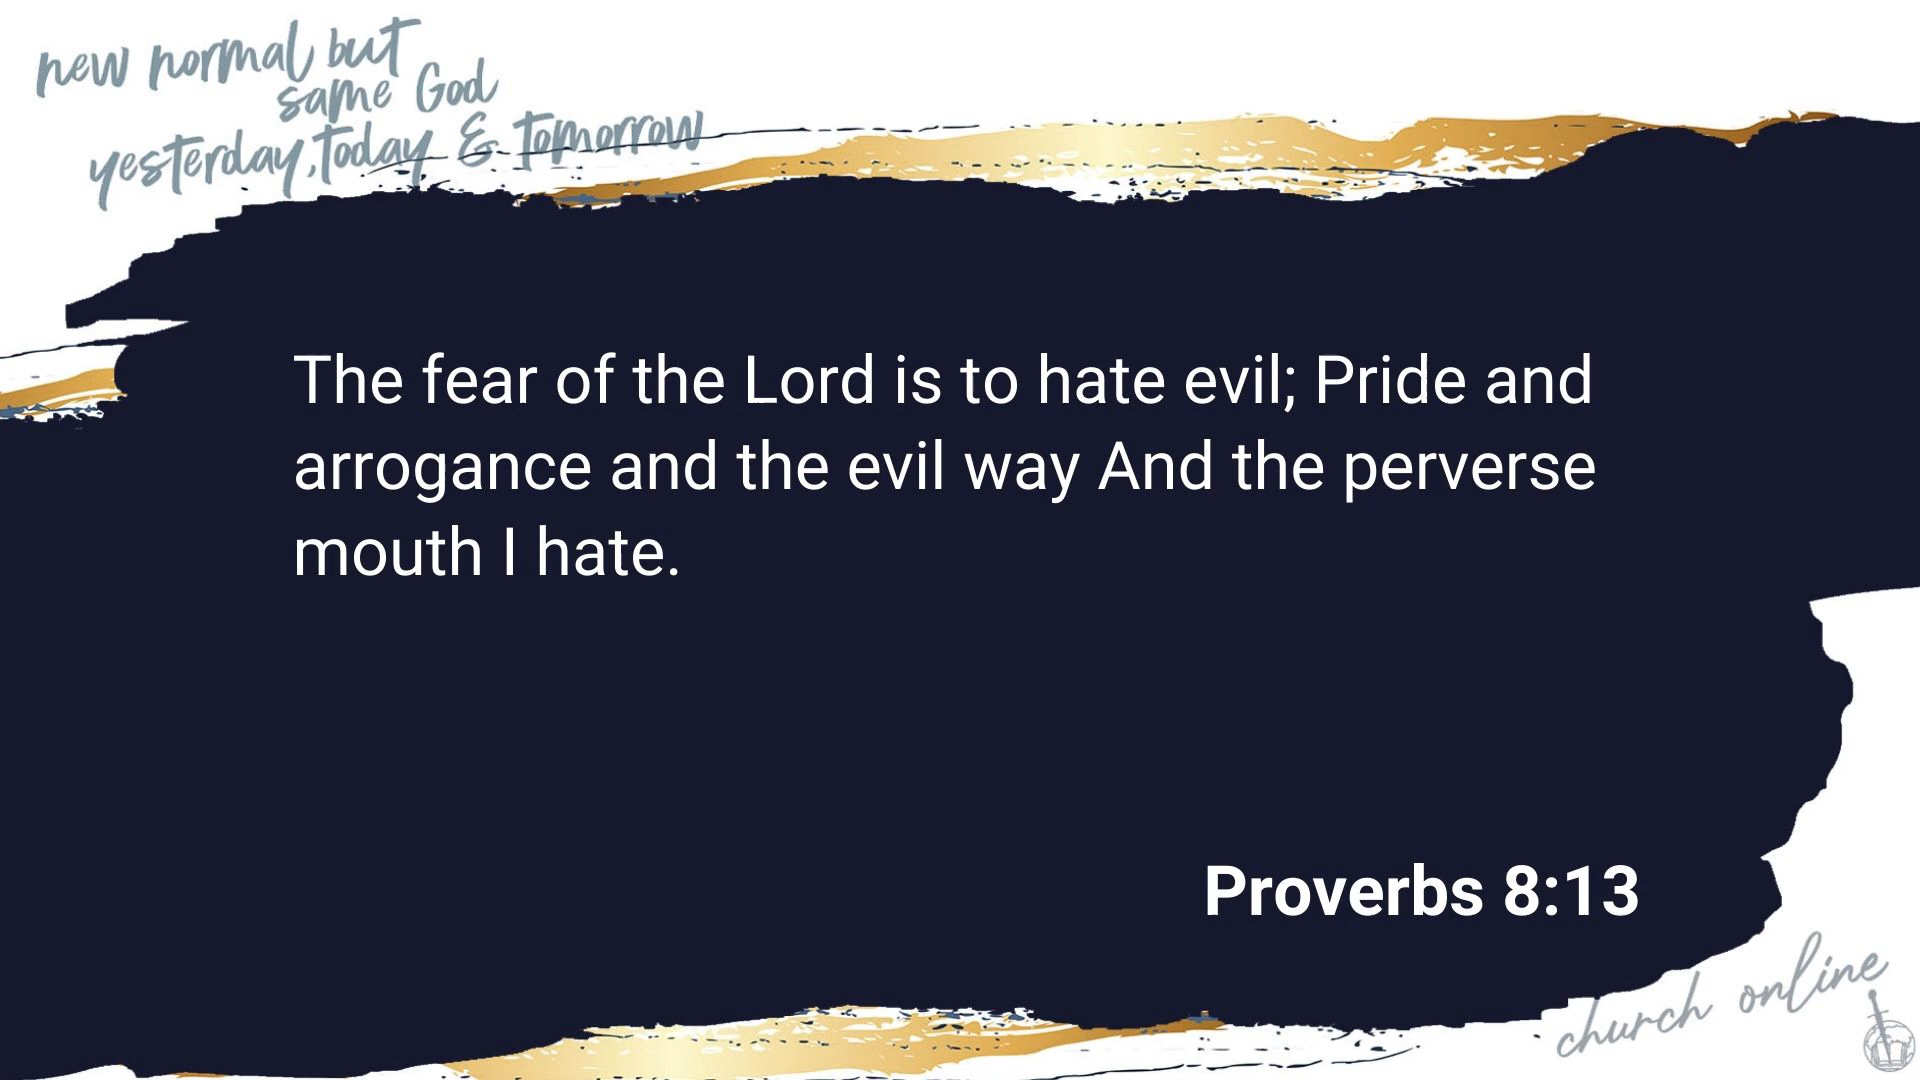 new normal but
same God
yesterday, today & tomorrow
The fear of the Lord is to hate evil; Pride and
arrogance and the evil way And the perverse
mouth I hate.
Proverbs 8:13
church online